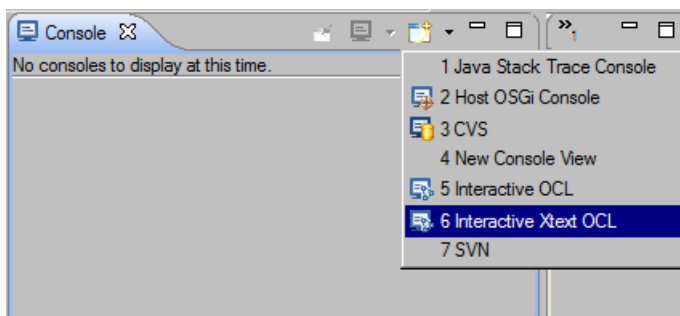 Console
»1
No consoles to display at this time.
1 Java Stack Trace Console
2 Host OSGi Console
3 CVS
4 New Console View
5 Interactive OCL
6 Interactive Xtext OCL
7 SVN